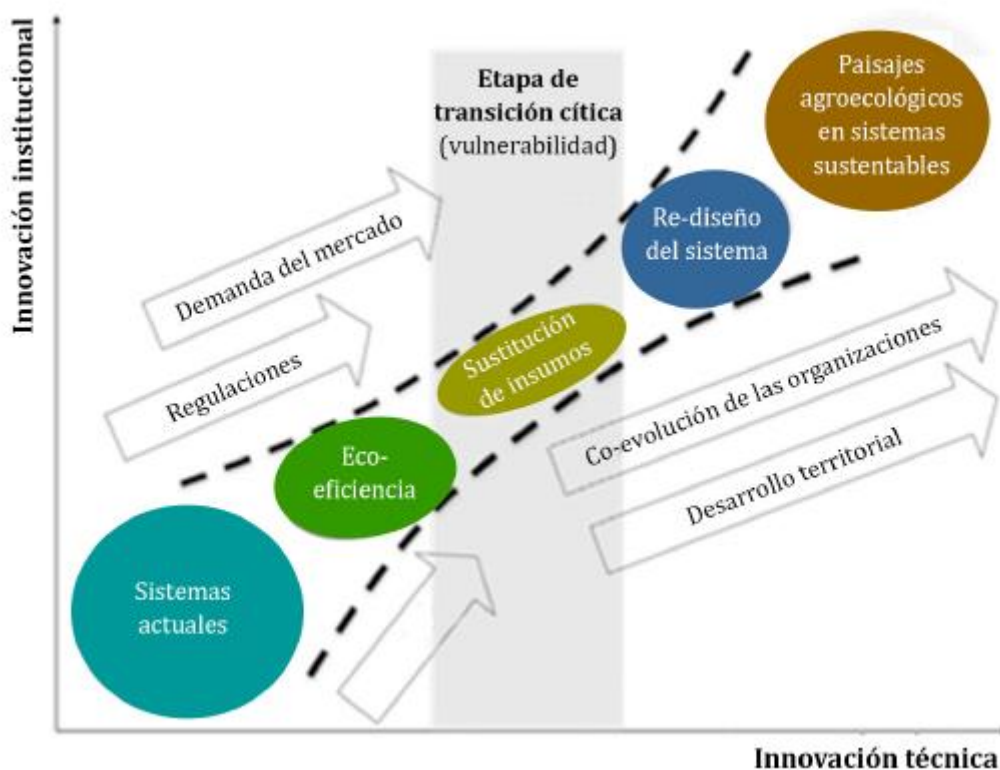 Innovación institucional
Etapa de
transición cítica
(vulnerabilidad)
Paisajes
agroecológicos
en sistemas
sustentables
Re-diseño
del sistema
Demanda del mercado
Regulaciones
Sustitución
de insumos
Eco-
eficiencia
Co-evolución de las organizaciones
Desarrollo territorial
Sistemas
actuales
Innovación técnica